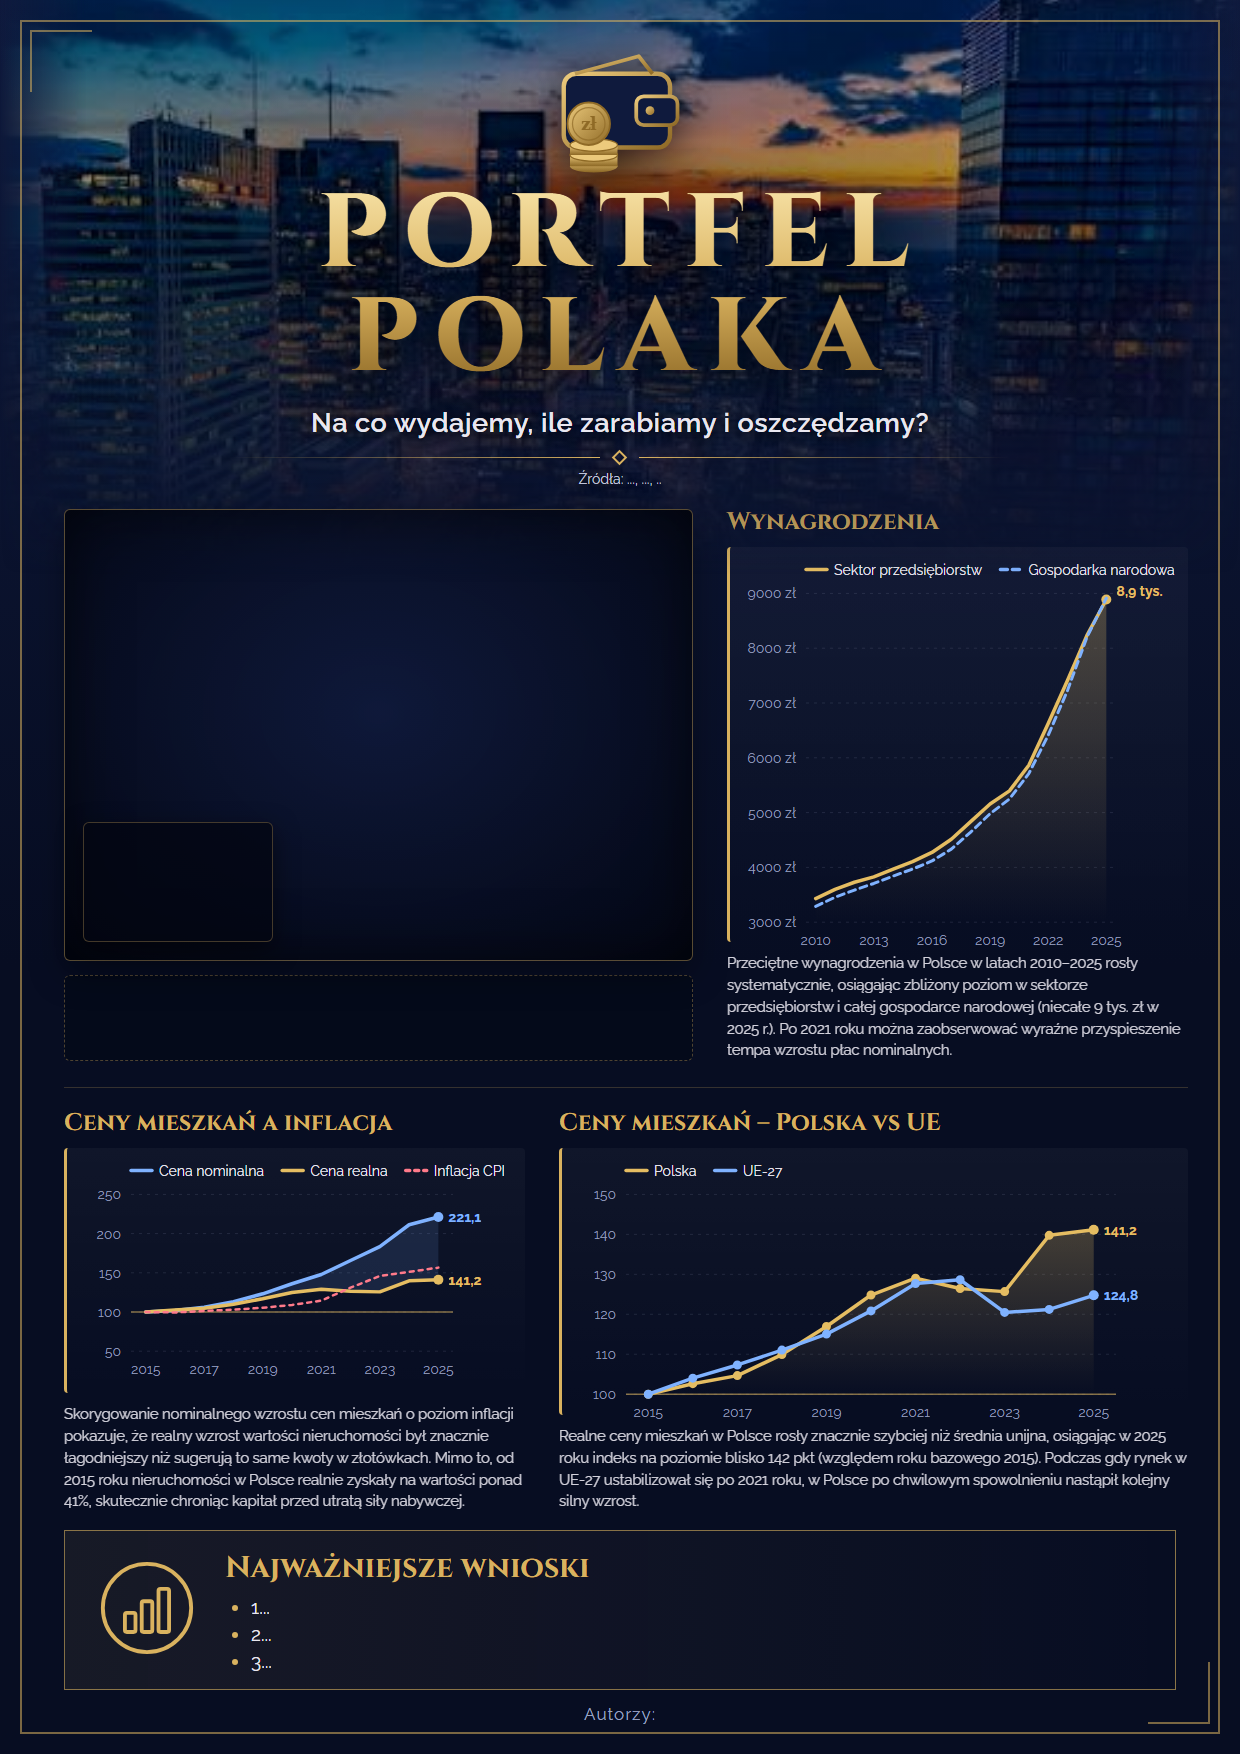 zł
PORTFEL
POLAKA
Na co wydajemy, ile zarabiamy i oszczędzamy?
Źródła: ..., ..., ..
Wynagrodzenia
Sektor przedsiębiorstw Gospodarka narodowa
8,9 tys.
9000 zł
8000 zł
7000 zł
6000 zł
5000 zł
4000 zł
3000 zł
2010 2013 2016 2019 2022 2025
Przeciętne wynagrodzenia w Polsce w latach 2010–2025 rosły
systematycznie, osiągając zbliżony poziom w sektorze
przedsiębiorstw i całej gospodarce narodowej (niecałe 9 tys. zł w
2025 r.). Po 2021 roku można zaobserwować wyraźne przyspieszenie
tempa wzrostu płac nominalnych.
Ceny mieszkań a inflacja
Cena nominalna Cena realna Inflacja CPI
250
200
150
100
50
221,1
141,2
2015 2017 2019 2021 2023 2025
Skorygowanie nominalnego wzrostu cen mieszkań o poziom inflacji
pokazuje, że realny wzrost wartości nieruchomości był znacznie
łagodniejszy niż sugerują to same kwoty w złotówkach. Mimo to, od
2015 roku nieruchomości w Polsce realnie zyskały na wartości ponad
41%, skutecznie chroniąc kapitał przed utratą siły nabywczej.
Ceny mieszkań – Polska vs UE
Polska UE-27
150
140
130
120
110
100
141,2
124,8
2015 2017 2019 2021 2023 2025
Realne ceny mieszkań w Polsce rosły znacznie szybciej niż średnia unijna, osiągając w 2025
roku indeks na poziomie blisko 142 pkt (względem roku bazowego 2015). Podczas gdy rynek w
UE-27 ustabilizował się po 2021 roku, w Polsce po chwilowym spowolnieniu nastąpił kolejny
silny wzrost.
Najważniejsze wnioski
• 1...
• 2...
• 3...
Autorzy: